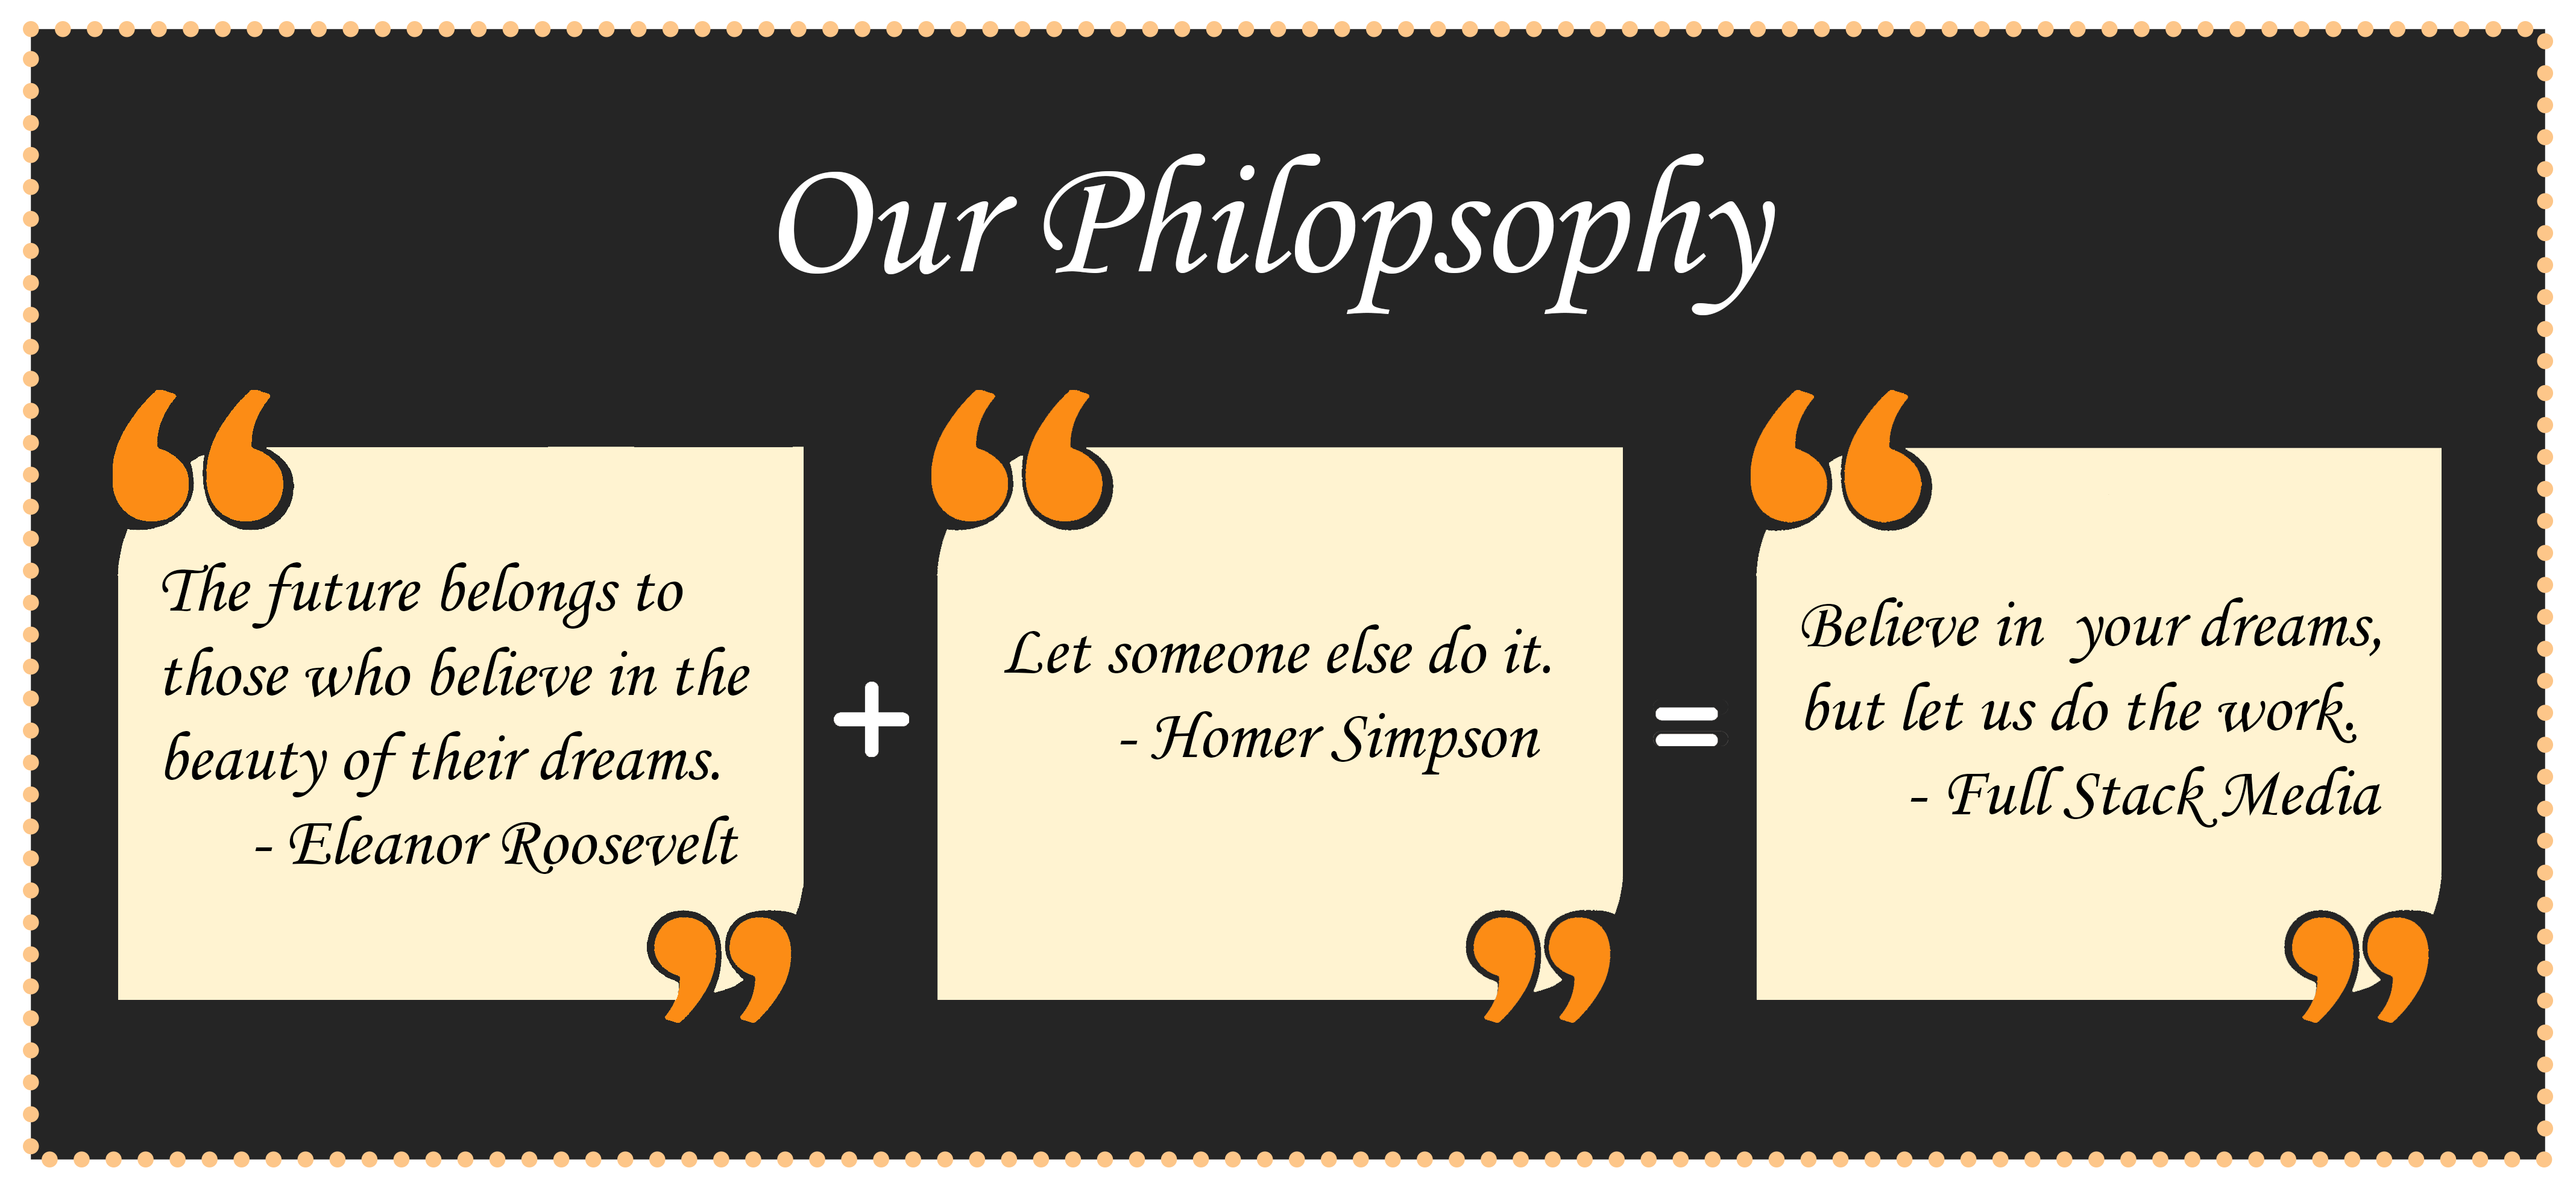 Our Philopsophy
The future belongs to
those who believe in the
beauty of their dreams.
- Eleanor Roosevelt
+
Let someone else do it.
- Homer Simpson
=
Believe in your dreams,
but let us do the work.
- Full Stack Media